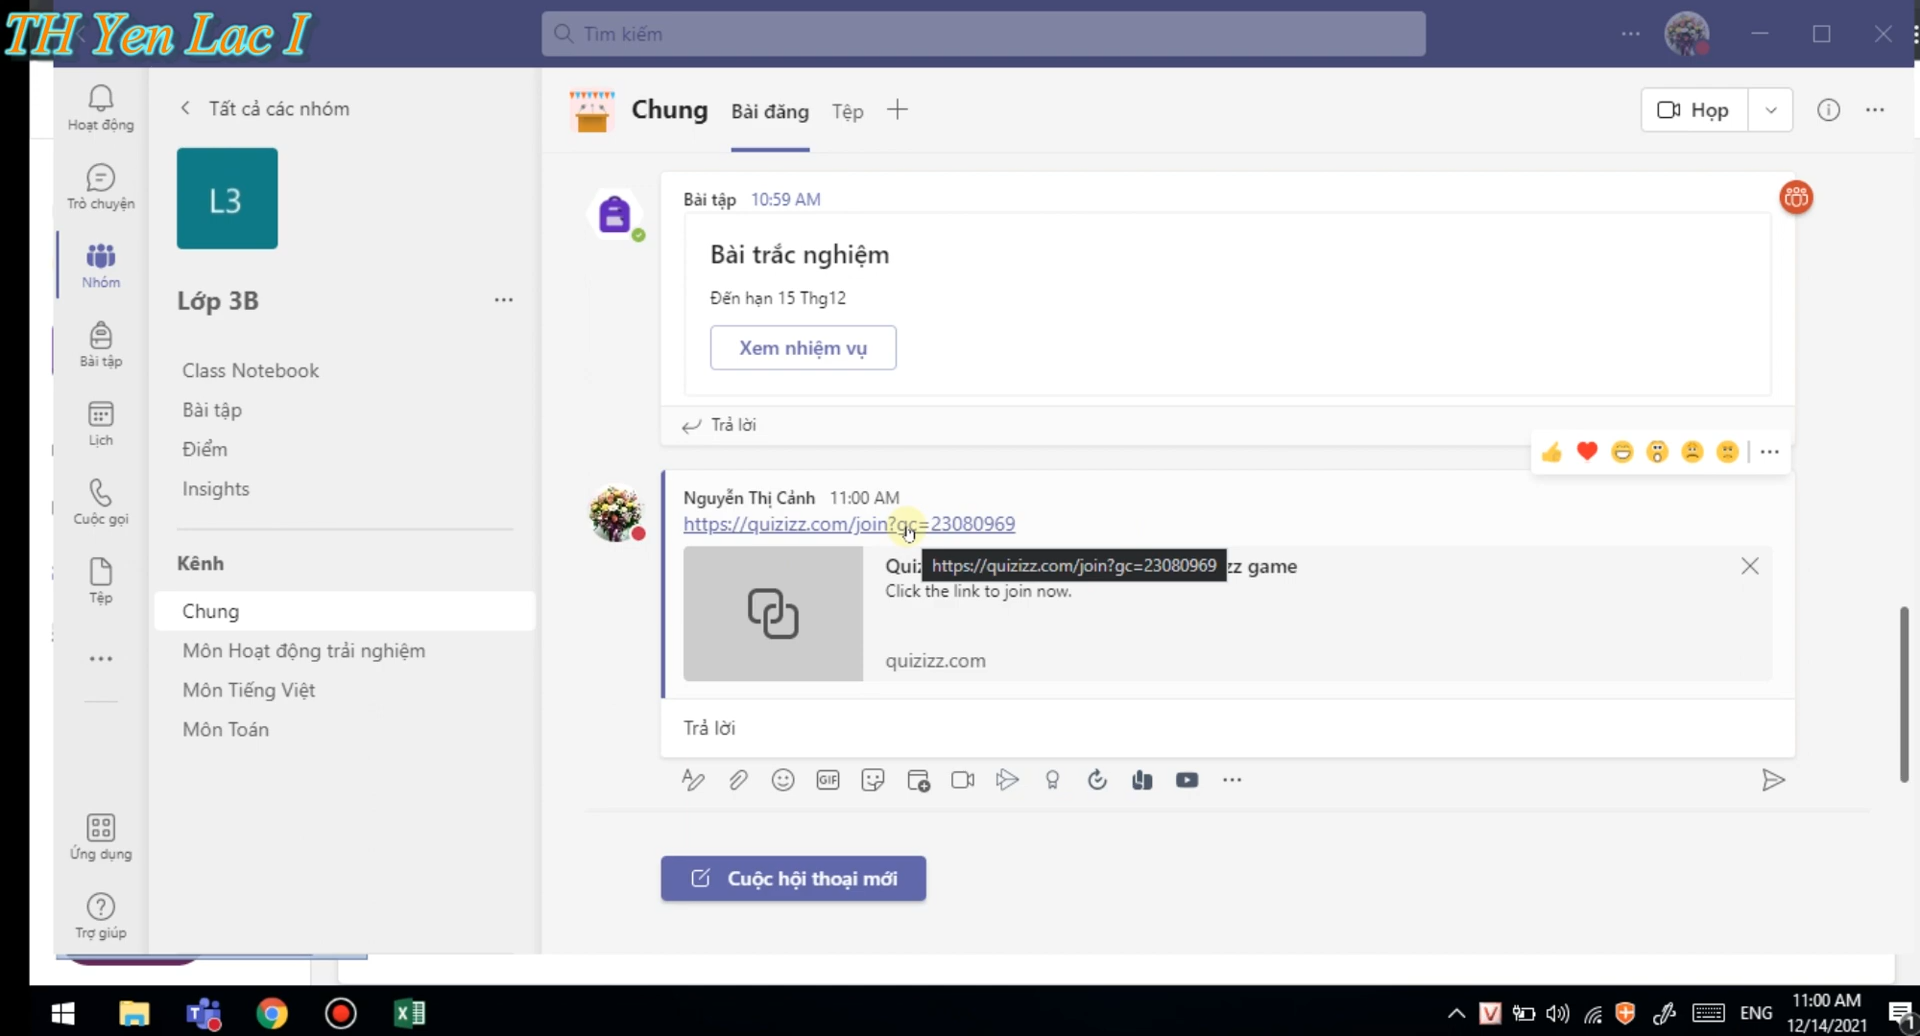 TH Yen Lac I
Tìm kiếm
Hoạt động
Trò chuyện
Nhóm
Bài tập
Lịch
Cuộc gọi
Tệp
Ứng dụng
Trợ giúp
Tất cả các nhóm
L3
Lớp 3B
Class Notebook
Bài tập
Điểm
Insights
Kênh
Chung
Môn Hoạt động trải nghiệm
Môn Tiếng Việt
Môn Toán
Chung Bài đăng Tệp
Họp
Bài tập 10:59 AM
Bài trắc nghiệm
Đến hạn 15 Thg12
Xem nhiệm vụ
Trả lời
Nguyễn Thị Cảnh 11:00 AM
https://quizizz.com/join?gc=23080969
https://quizizz.com/join?gc=23080969
game
Click the link to join now.
quizizz.com
Trả lời
GIF
Cuộc hội thoại mới
ENG
11:00 AM
12/14/2021
1